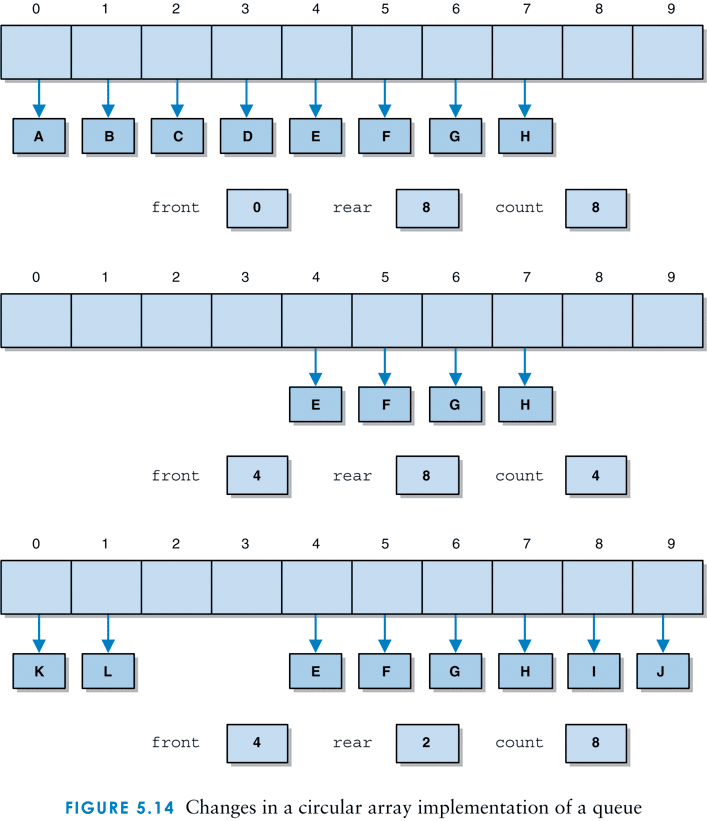 0 1 2 3 4 5 6 7 8 9
A B C D E F G H
front 0 rear 8 count 8
0 1 2 3 4 5 6 7 8 9
E F G H
front 4 rear 8 count 4
0 1 2 3 4 5 6 7 8 9
K L E F G H I J
front 4 rear 2 count 8
FIGURE 5.14 Changes in a circular array implementation of a queue